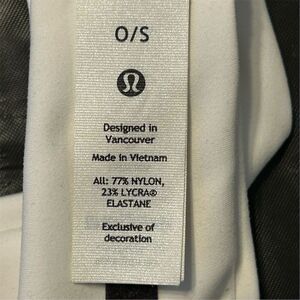 O/S
Designed in
Vancouver
Made in Vietnam
All: 77% NYLON,
23% LYCRA®
ELASTANE
Exclusive of
decoration